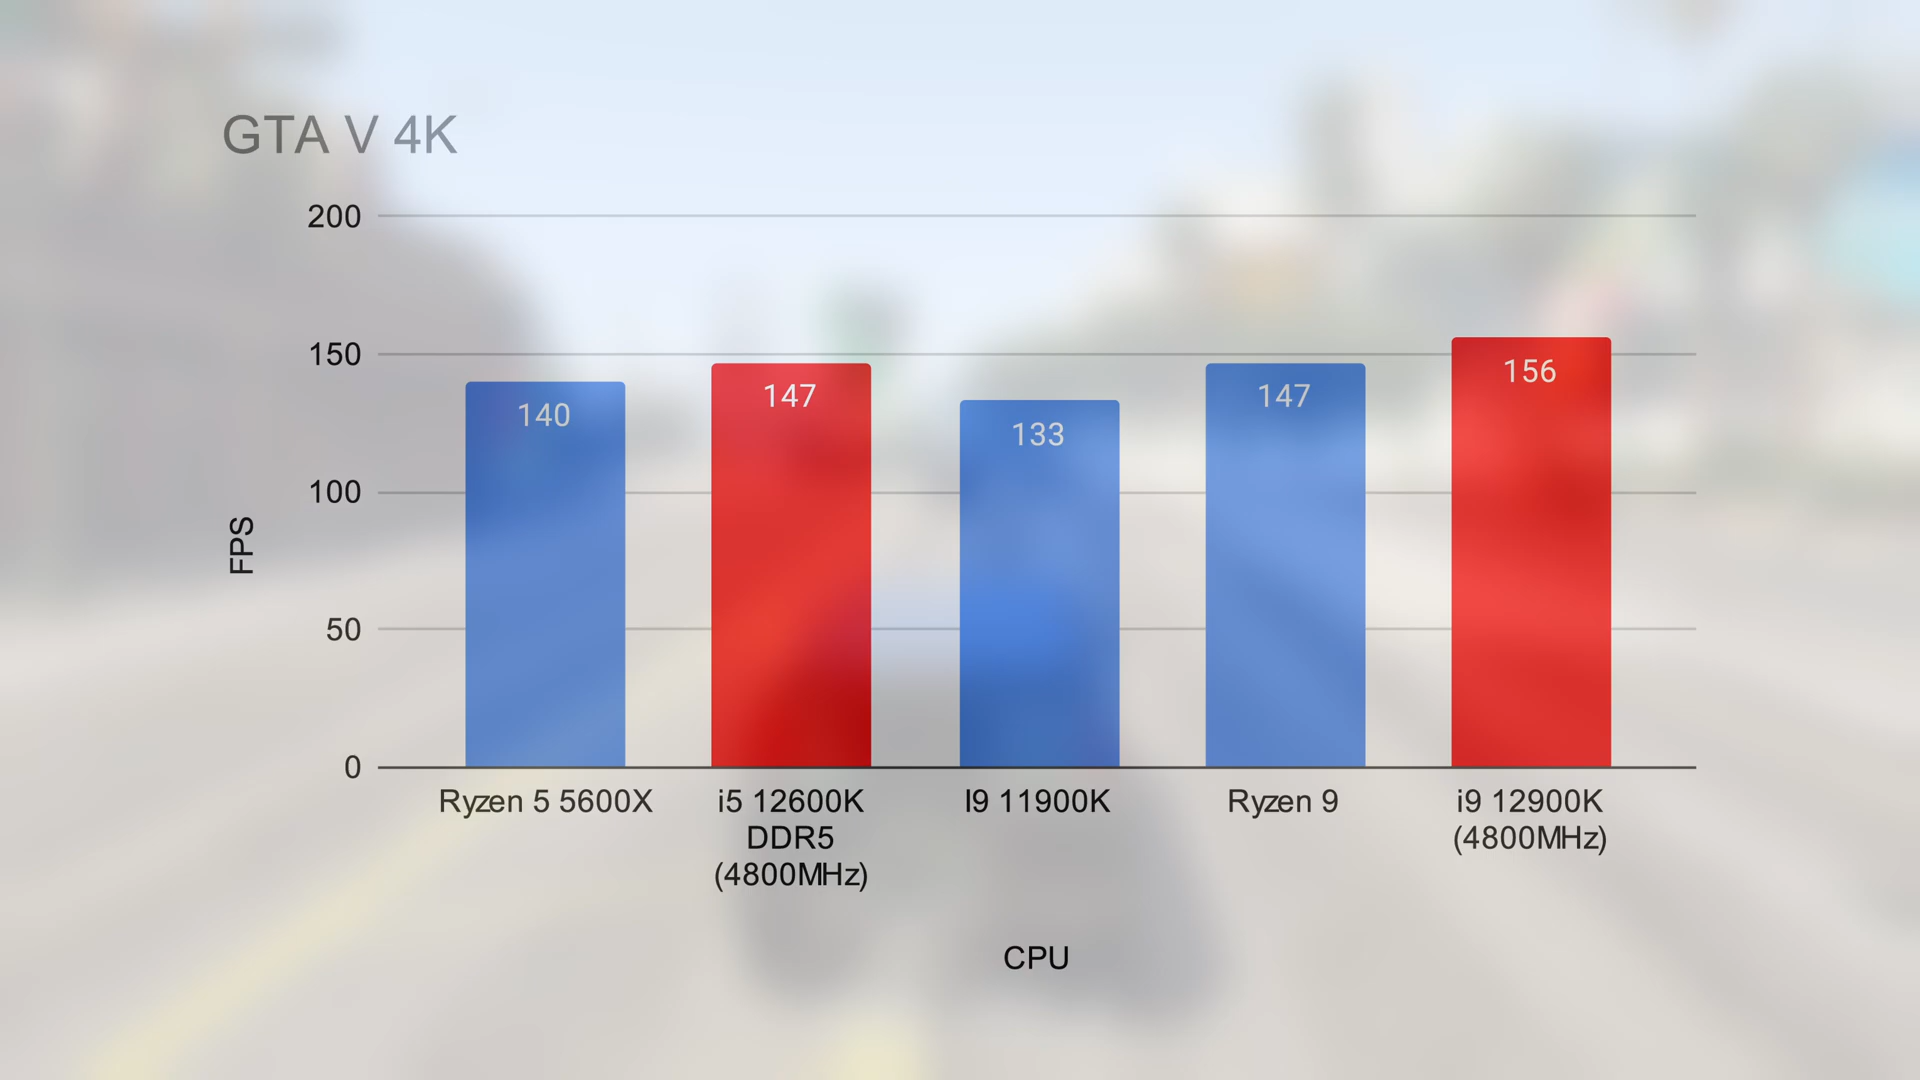 GTA V 4K
200
150
100
50
0
FPS
140
147
133
147
156
Ryzen 5 5600X
i5 12600K
DDR5
(4800MHz)
I9 11900K
Ryzen 9
i9 12900K
(4800MHz)
CPU